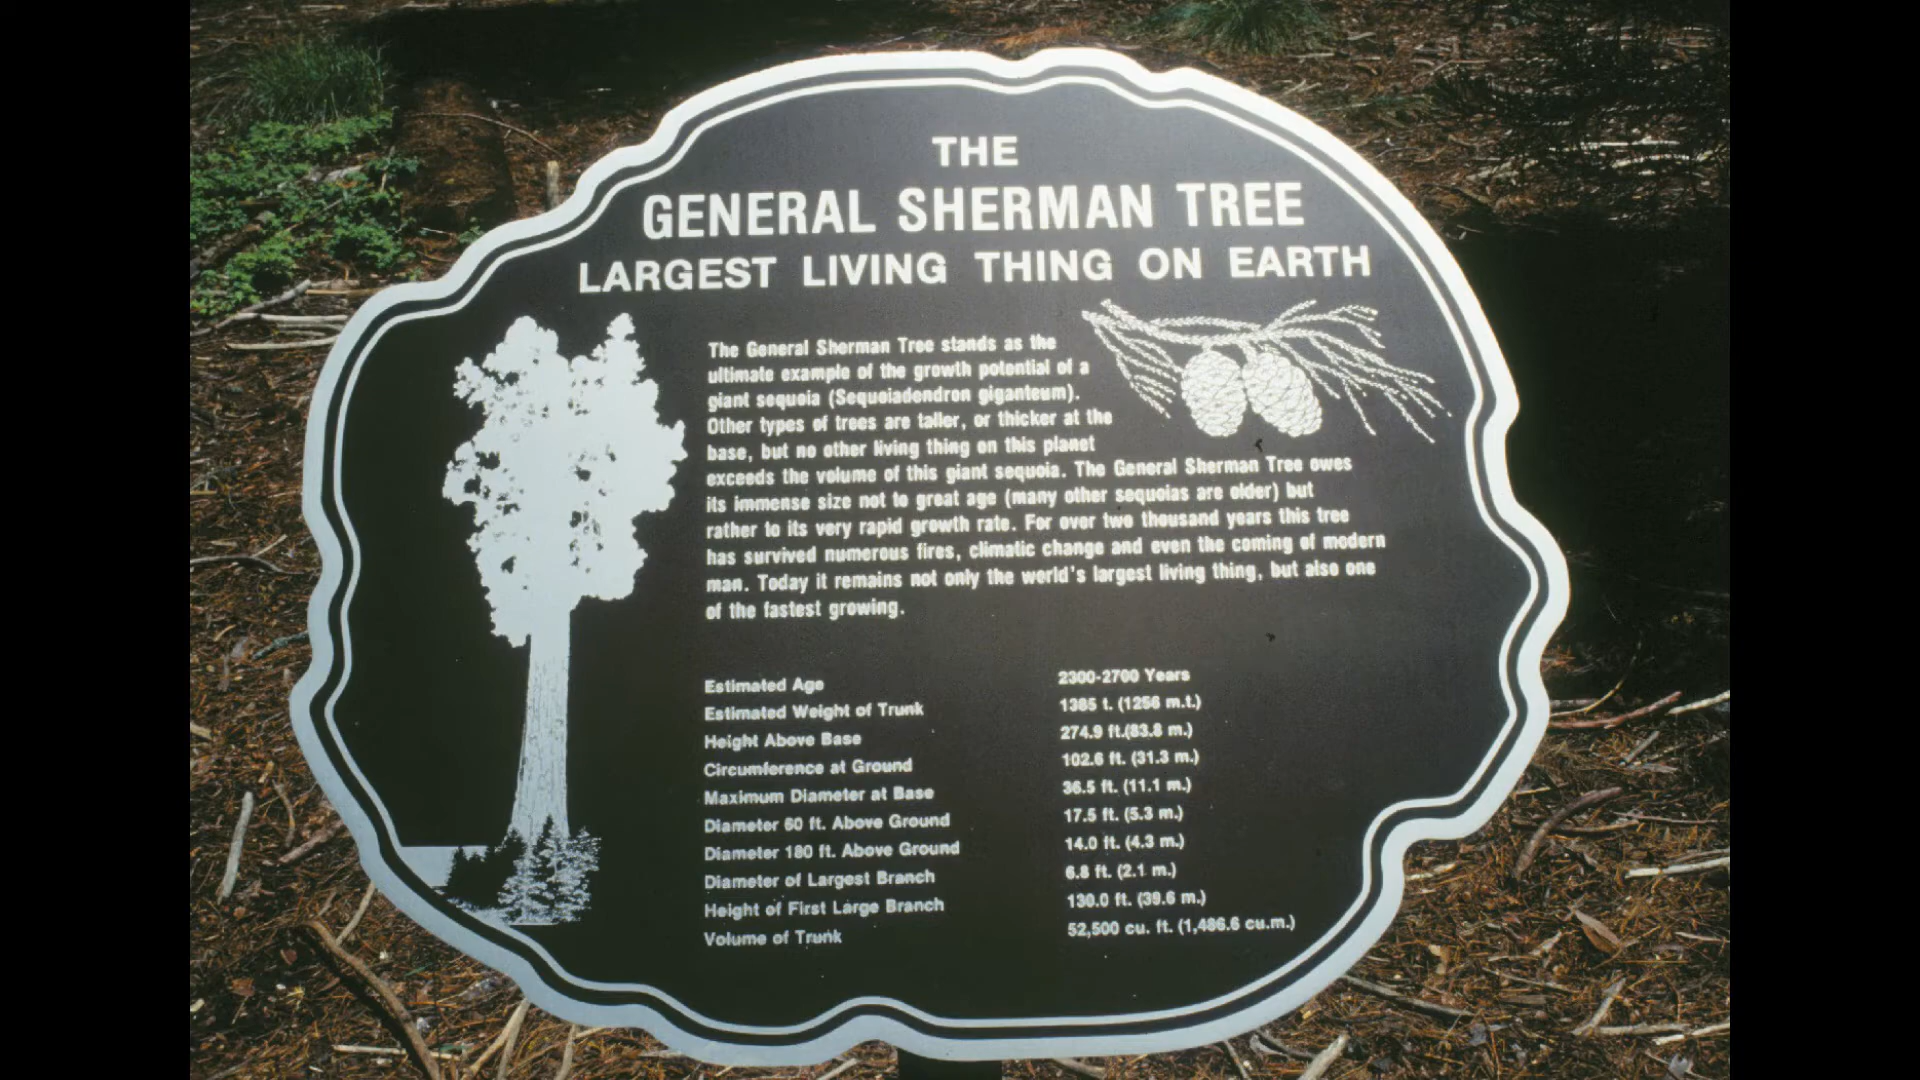 THE
GENERAL SHERMAN TREE
LARGEST LIVING THING ON EARTH
The General Sherman Tree stands as the
ultimate example of the growth potential of a
giant sequoia (Sequoiadendron giganteum).
Other types of trees are taller, or thicker at the
base, but no other living thing on this planet
exceeds the volume of this giant sequoia. The General Sherman Tree owes
its immense size not to great age (many other sequoias are older) but
rather to its very rapid growth rate. For over two thousand years this tree
has survived numerous fires, climatic change and even the coming of modern
man. Today it remains not only the world's largest living thing, but also one
of the fastest growing.
Estimated Age 2300-2700 Years
Estimated Weight of Trunk 1385 t. (1256 m.t.)
Height Above Base 274.9 ft.(83.8 m.)
Circumference at Ground 102.6 ft. (31.3 m.)
Maximum Diameter at Base 36.5 ft. (11.1 m.)
Diameter 60 ft. Above Ground 17.5 ft. (5.3 m.)
Diameter 180 ft. Above Ground 14.0 ft. (4.3 m.)
Diameter of Largest Branch 6.8 ft. (2.1 m.)
Height of First Large Branch 130.0 ft. (39.6 m.)
Volume of Trunk 52,500 cu. ft. (1,486.6 cu.m.)